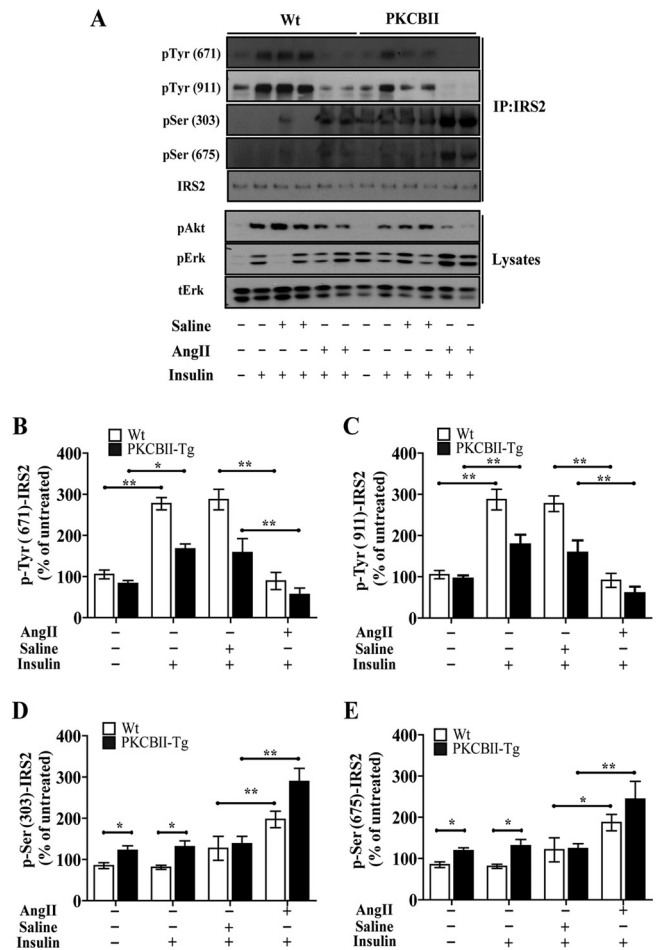 A
Wt PKCBII
pTyr (671)
pTyr (911)
pSer (303)
pSer (675)
IRS2
IP:IRS2
pAkt
pErk
tErk
Lysates
Saline – – + + – – – – + + – –
AngII – – – – + + – – – – + +
Insulin – + + + + + – + + + + +
B
Wt
PKCBII-Tg
p-Tyr ( 671)-IRS2
(% of untreated)
400
300
200
100
0
* ** ** **
AngII – – – +
Saline – – + –
Insulin – + + +
C
Wt
PKCBII-Tg
p-Tyr ( 911)-IRS2
(% of untreated)
400
300
200
100
0
** ** ** **
AngII – – – +
Saline – – + –
Insulin – + + +
D
Wt
PKCBII-Tg
p-Ser (303)-IRS2
(% of untreated)
400
300
200
100
0
* * ** **
AngII – – – +
Saline – – + –
Insulin – + + +
E
Wt
PKCBII-Tg
p-Ser (675)-IRS2
(% of untreated)
400
300
200
100
0
* * * **
AngII – – – +
Saline – – + –
Insulin – + + +